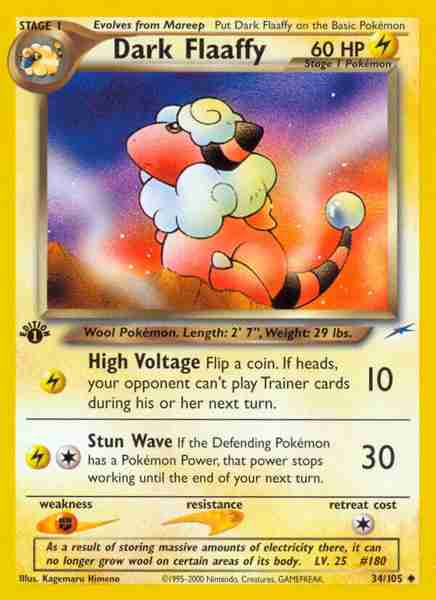 STAGE 1 Evolves from Mareep Put Dark Flaaffy on the Basic Pokémon
Dark Flaaffy 60 HP
Stage 1 Pokémon
EDITION
1
Wool Pokémon. Length: 2' 7", Weight: 29 lbs.
High Voltage Flip a coin. If heads,
your opponent can't play Trainer cards
during his or her next turn.
10
Stun Wave If the Defending Pokémon
has a Pokémon Power, that power stops
working until the end of your next turn.
30
weakness resistance retreat cost
As a result of storing massive amounts of electricity there, it can
no longer grow wool on certain areas of its body. LV. 25 #180
Illus. Kagemaru Himeno ©1995-2000 Nintendo, Creatures, GAMEFREAK. 34/105